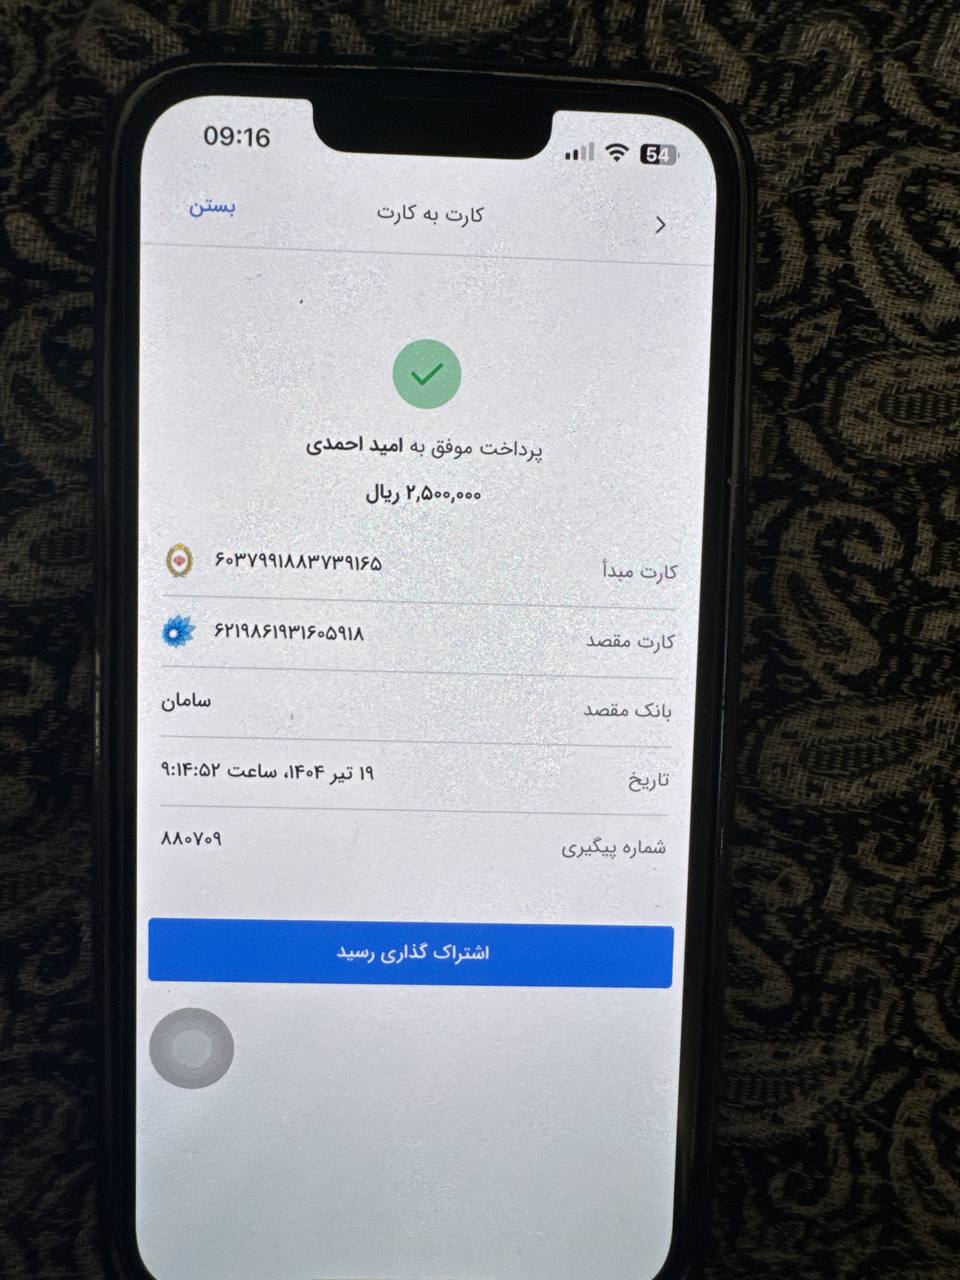 09:16
54
کارت به کارت
بستن
پرداخت موفق به امید احمدی
۲,۵۰۰,۰۰۰ ریال
کارت مبدأ ۶۰۳۷۹۹۱۸۸۳۷۳۹۱۶۵
کارت مقصد ۶۲۱۹۸۶۱۹۳۱۶۰۵۹۱۸
بانک مقصد سامان
تاریخ ۱۹ تیر ۱۴۰۴، ساعت ۹:۱۴:۵۲
شماره پیگیری ۸۸۰۷۰۹
اشتراک گذاری رسید